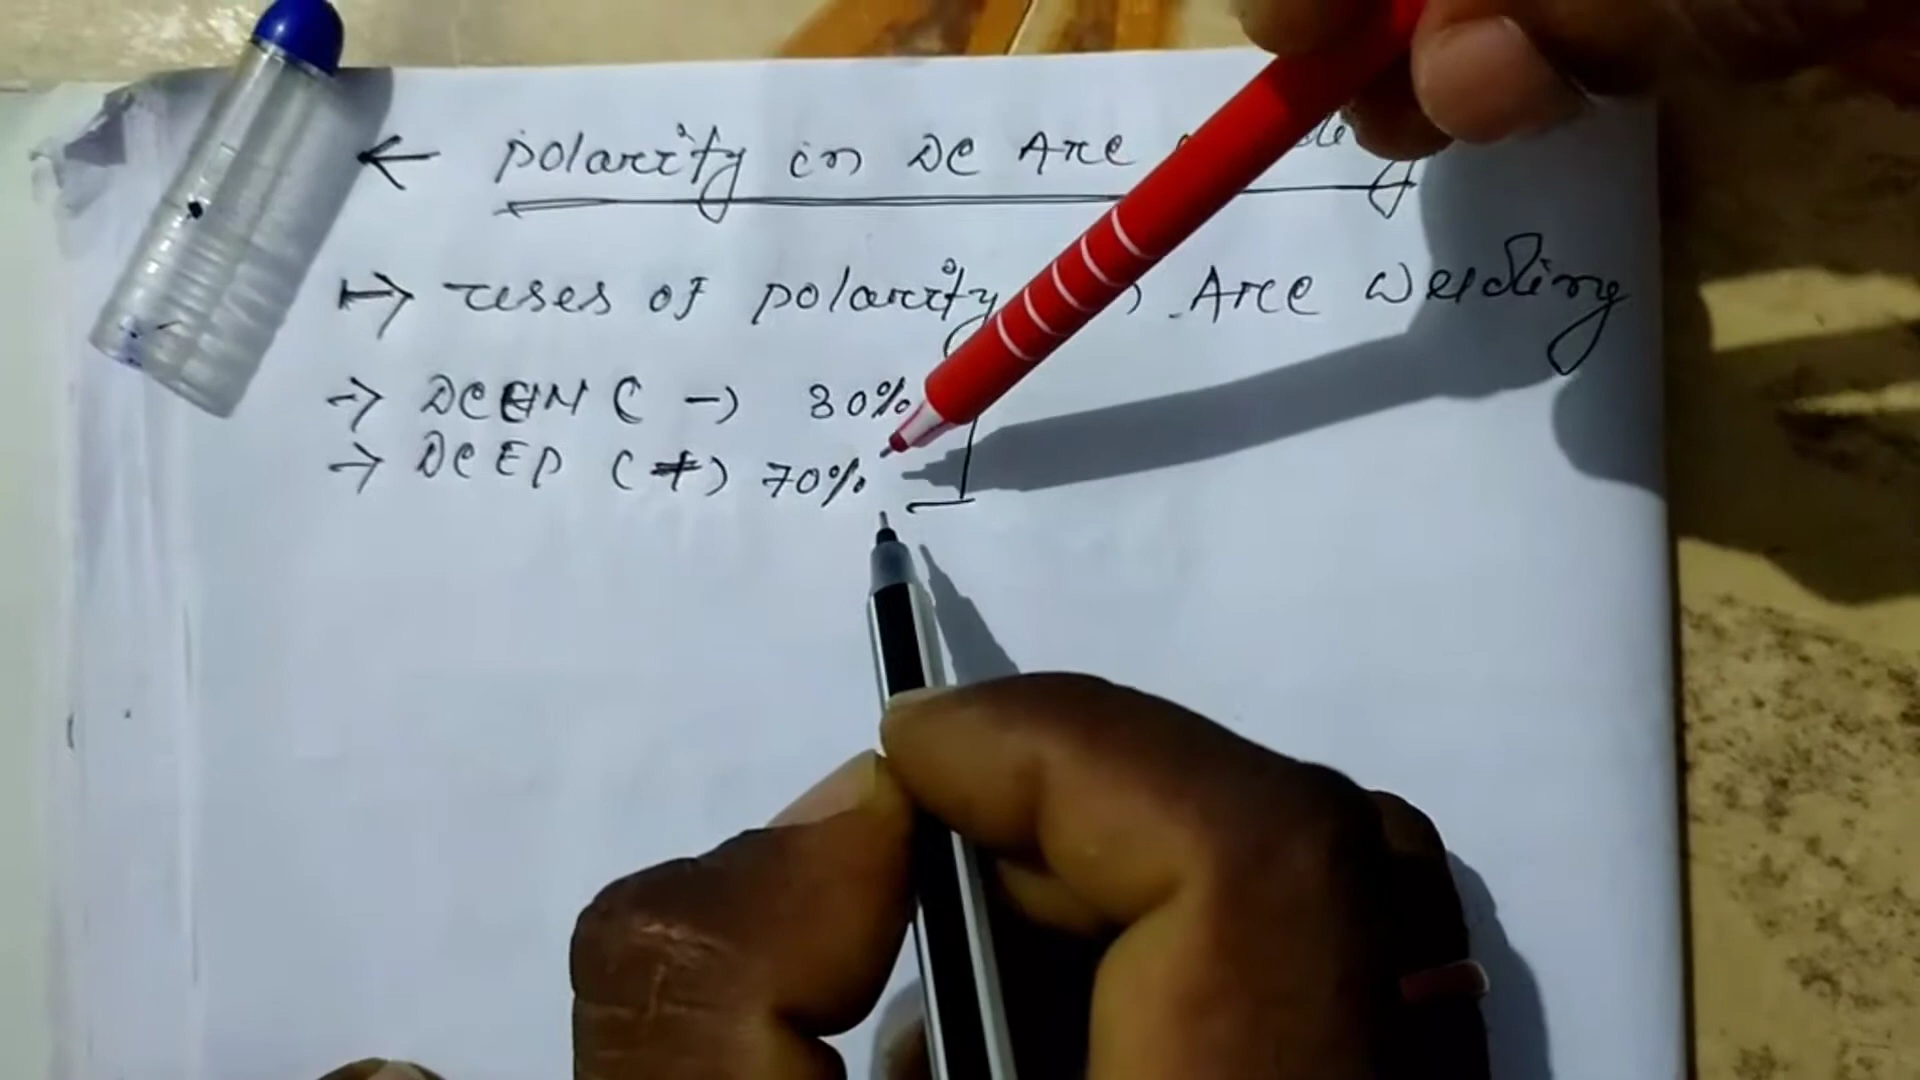 ← polarity in DC Arc
↦ uses of polarity Arc welding
→ DCEN (-) 30%
→ DCEP (+) 70%